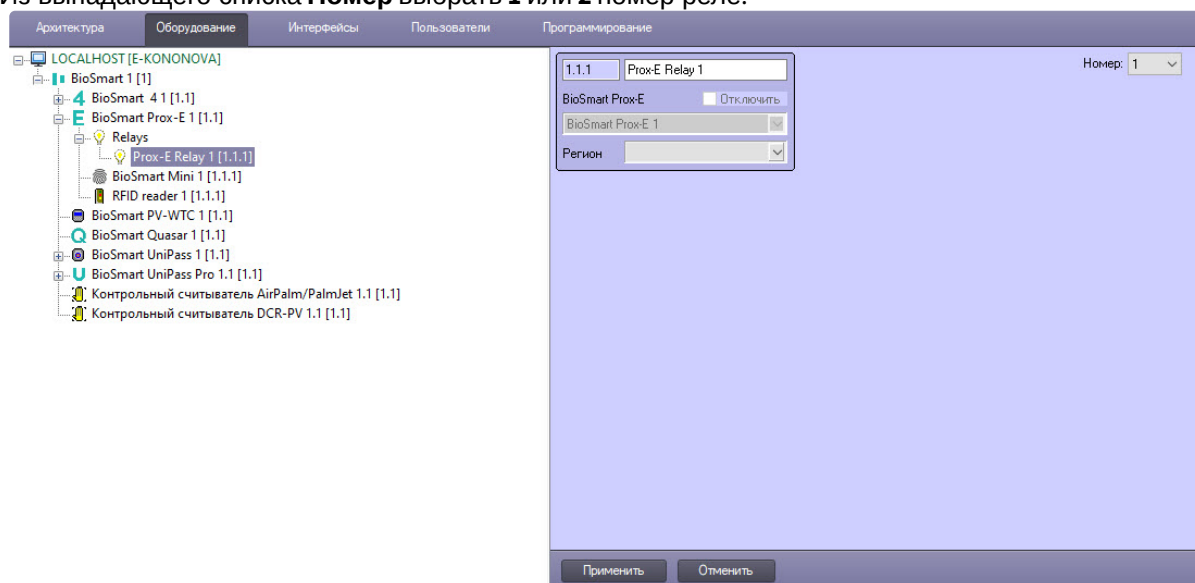 Из выпадающего списка Номер выбрать 1 или 2 номер реле.
Архитектура Оборудование Интерфейсы Пользователи Программирование
LOCALHOST [E-KONONOVA]
BioSmart 1 [1]
BioSmart 4 1 [1.1]
BioSmart Prox-E 1 [1.1]
Relays
Prox-E Relay 1 [1.1.1]
BioSmart Mini 1 [1.1.1]
RFID reader 1 [1.1.1]
BioSmart PV-WTC 1 [1.1]
BioSmart Quasar 1 [1.1]
BioSmart UniPass 1 [1.1]
BioSmart UniPass Pro 1.1 [1.1]
Контрольный считыватель AirPalm/PalmJet 1.1 [1.1]
Контрольный считыватель DCR-PV 1.1 [1.1]
1.1.1 Prox-E Relay 1
BioSmart Prox-E Отключить
BioSmart Prox-E 1
Регион
Номер: 1
Применить Отменить